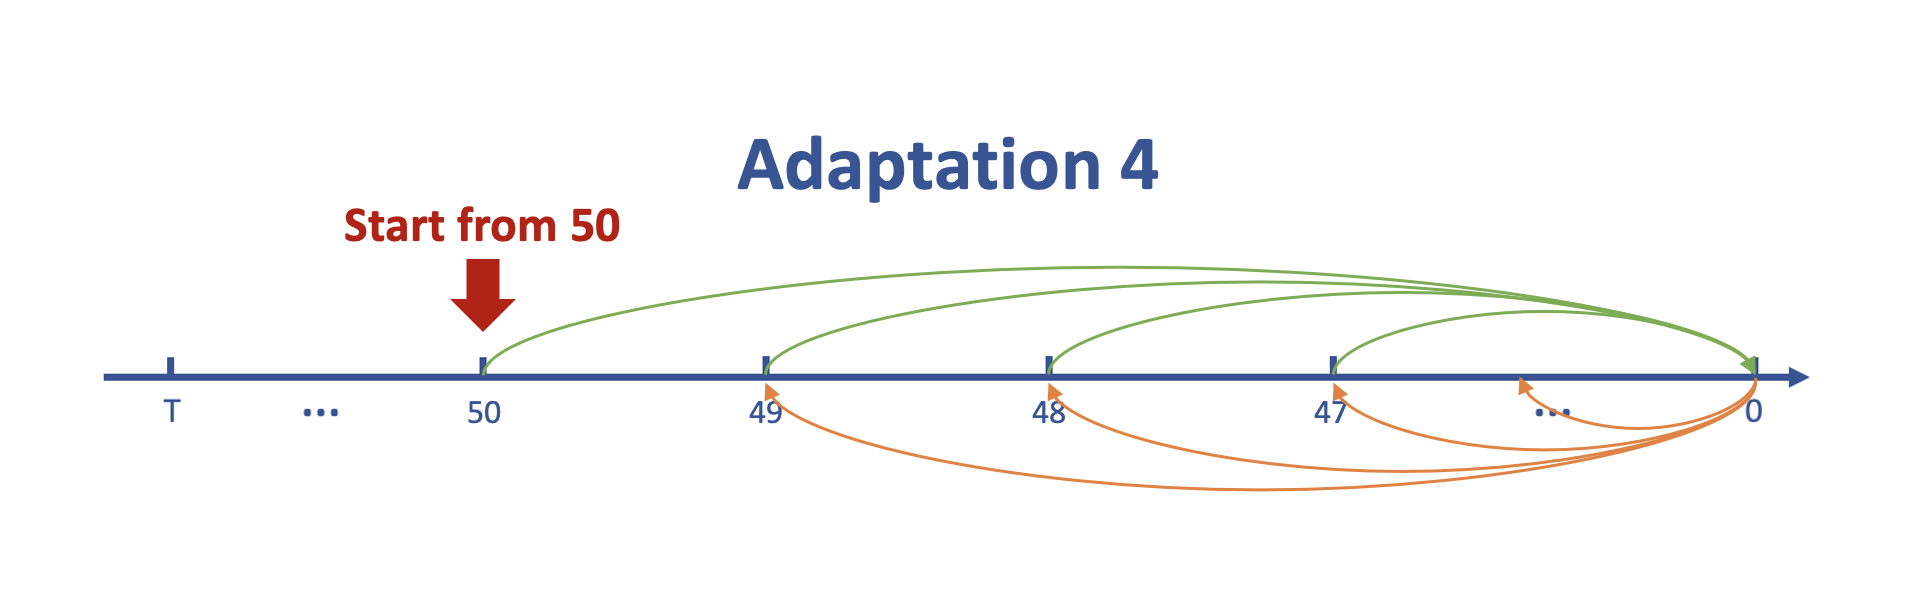 Adaptation 4
Start from 50
T ... 50 49 48 47 ... 0